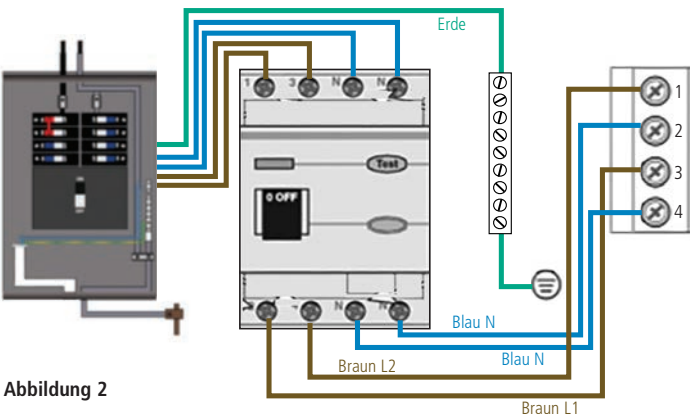 Erde
1 3 N N
1
2
3
4
Test
0 OFF
N N
Blau N
Blau N
Braun L2
Braun L1
Abbildung 2